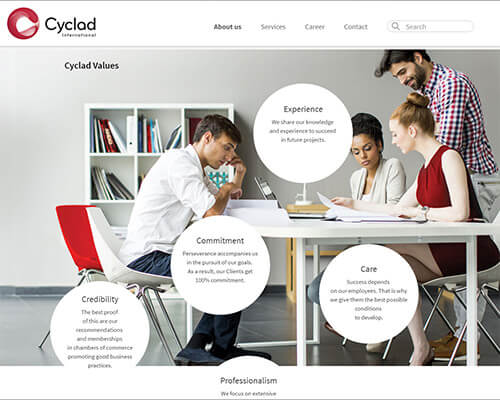 Cyclad
International
About us
Services
Career
Contact
Search
Cyclad Values
Experience
We share our knowledge
and experience to succeed
in future projects.
Commitment
Perseverance accompanies us
in the pursuit of our goals.
As a result, our Clients get
100% commitment.
Care
Success depends
on our employees. That is why
we give them the best possible
conditions
to develop.
Credibility
The best proof
of this are our
recommendations
and memberships
in chambers of commerce
promoting good business
practices.
Professionalism
We focus on extensive